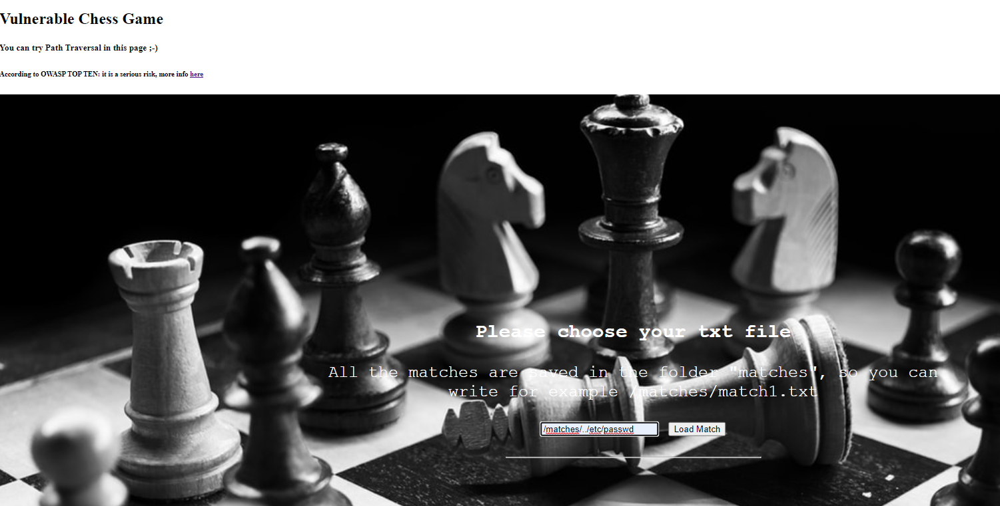 Vulnerable Chess Game
You can try Path Traversal in this page ;-)
According to OWASP TOP TEN: it is a serious risk, more info here
Please choose your txt file
All the matches are saved in the folder "matches", so you can
write for example /matches/match1.txt
/matches/../etc/passwd Load Match